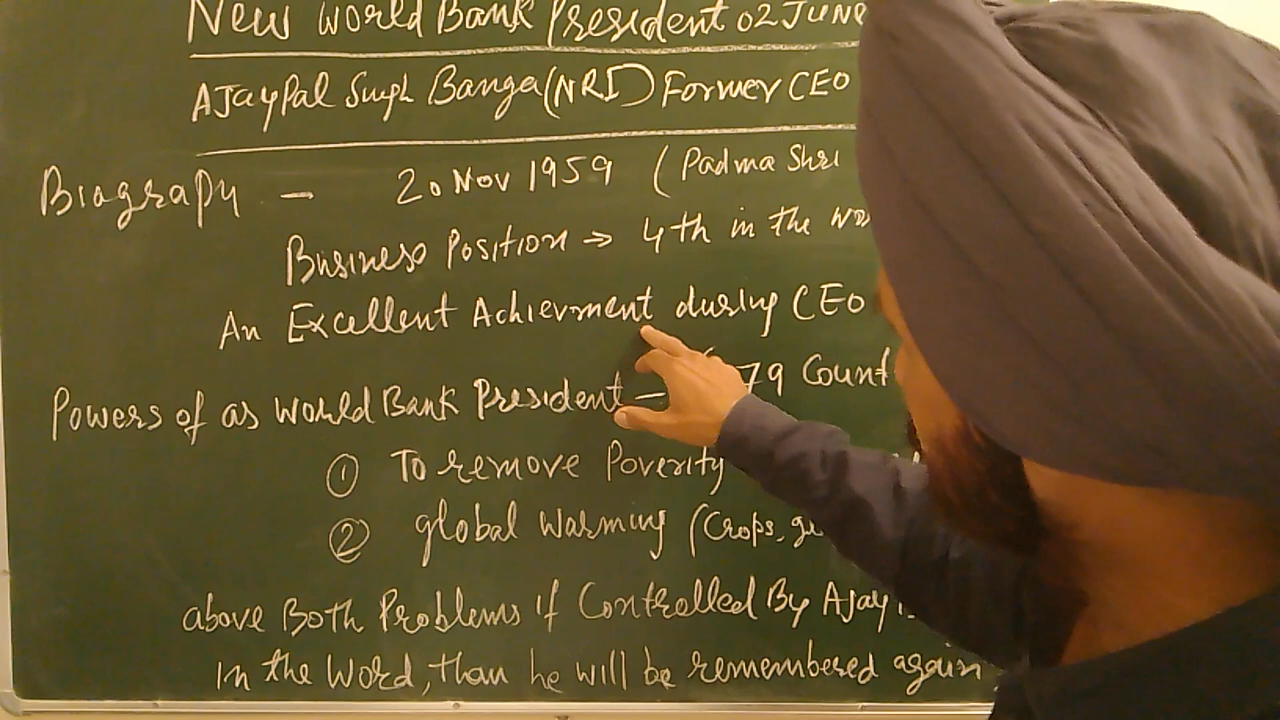 New World Bank President 02 June
AJayPal Singh Banga (NRI) Former CEO
Biograpy - 20 Nov 1959 (Padma Shri
Business Position → 4th in the
An Excellent Achievment during CEO
Powers of as World Bank President - 79 Count
① To remove Poverity
② global Warming (Crops,
above Both Problems if Controlled By Ajay
In the Word, than he will be remembered again